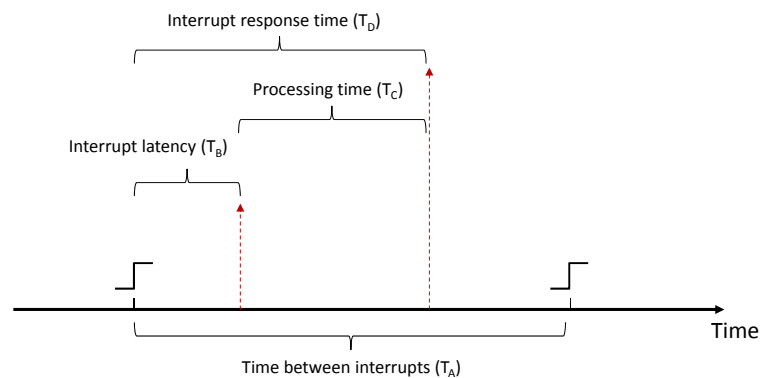 Interrupt response time (T_D)
Processing time (T_C)
Interrupt latency (T_B)
Time
Time between interrupts (T_A)